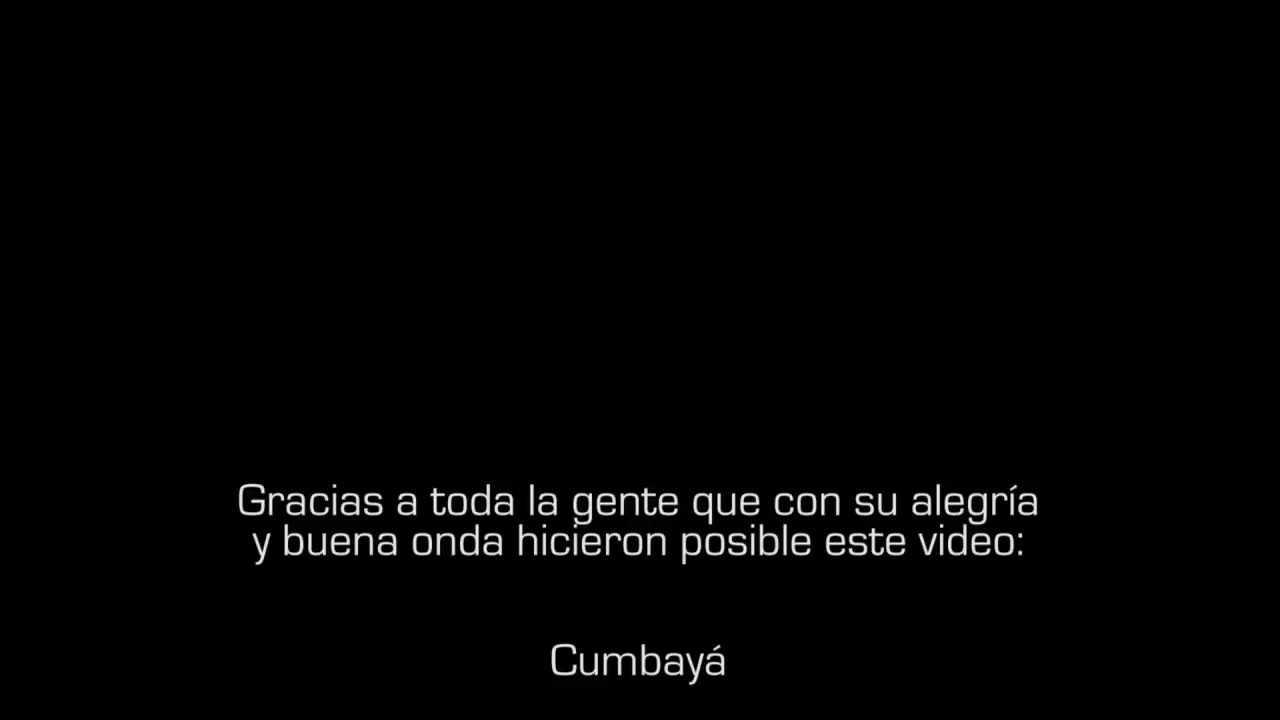 Gracias a toda la gente que con su alegría
y buena onda hicieron posible este video:
Cumbayá